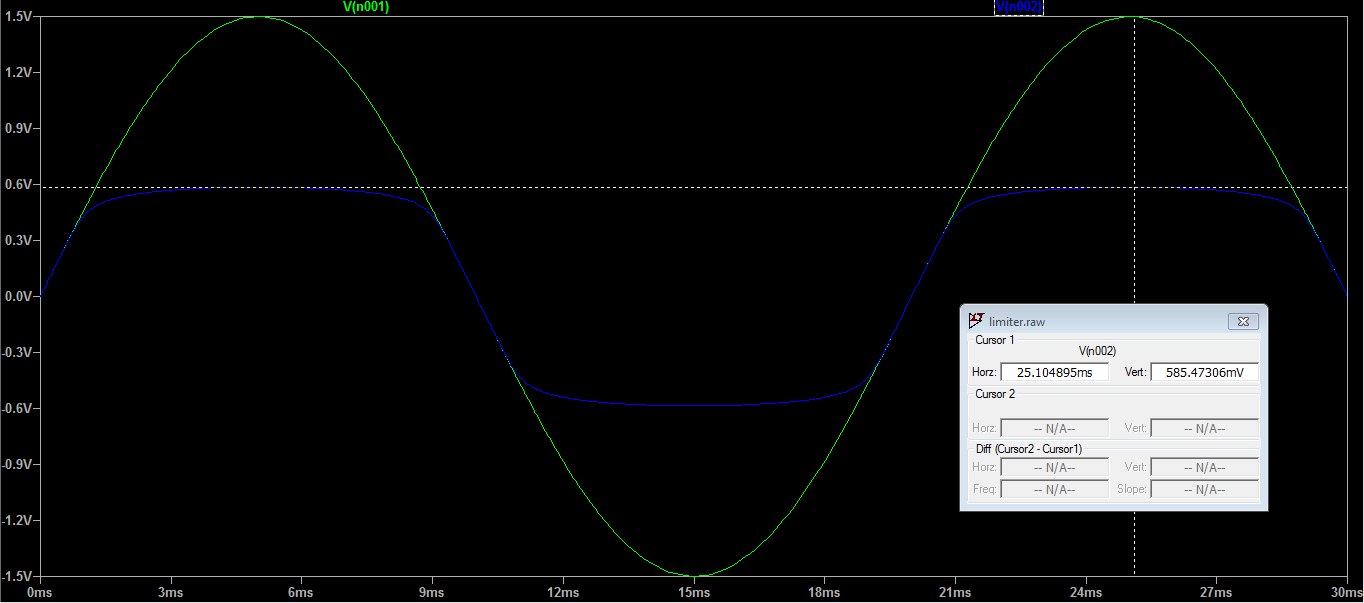 V(n001) V(n002)
1.5V
1.2V
0.9V
0.6V
0.3V
0.0V
-0.3V
-0.6V
-0.9V
-1.2V
-1.5V
0ms 3ms 6ms 9ms 12ms 15ms 18ms 21ms 24ms 27ms 30ms
limiter.raw
Cursor 1
V(n002)
Horz: 25.104895ms Vert: 585.47306mV
Cursor 2
Horz: -- N/A-- Vert: -- N/A--
Diff (Cursor2 - Cursor1)
Horz: -- N/A-- Vert: -- N/A--
Freq: -- N/A-- Slope: -- N/A--